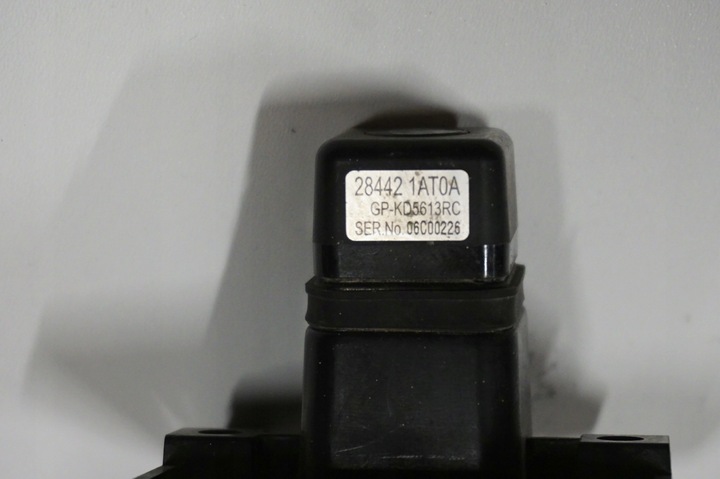 28442 1AT0A
GP-KD5613RC
SER.No. 06C00226